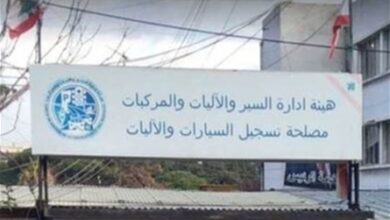 هيئة ادارة السير والآليات والمركبات
مصلحة تسجيل السيارات والآليات